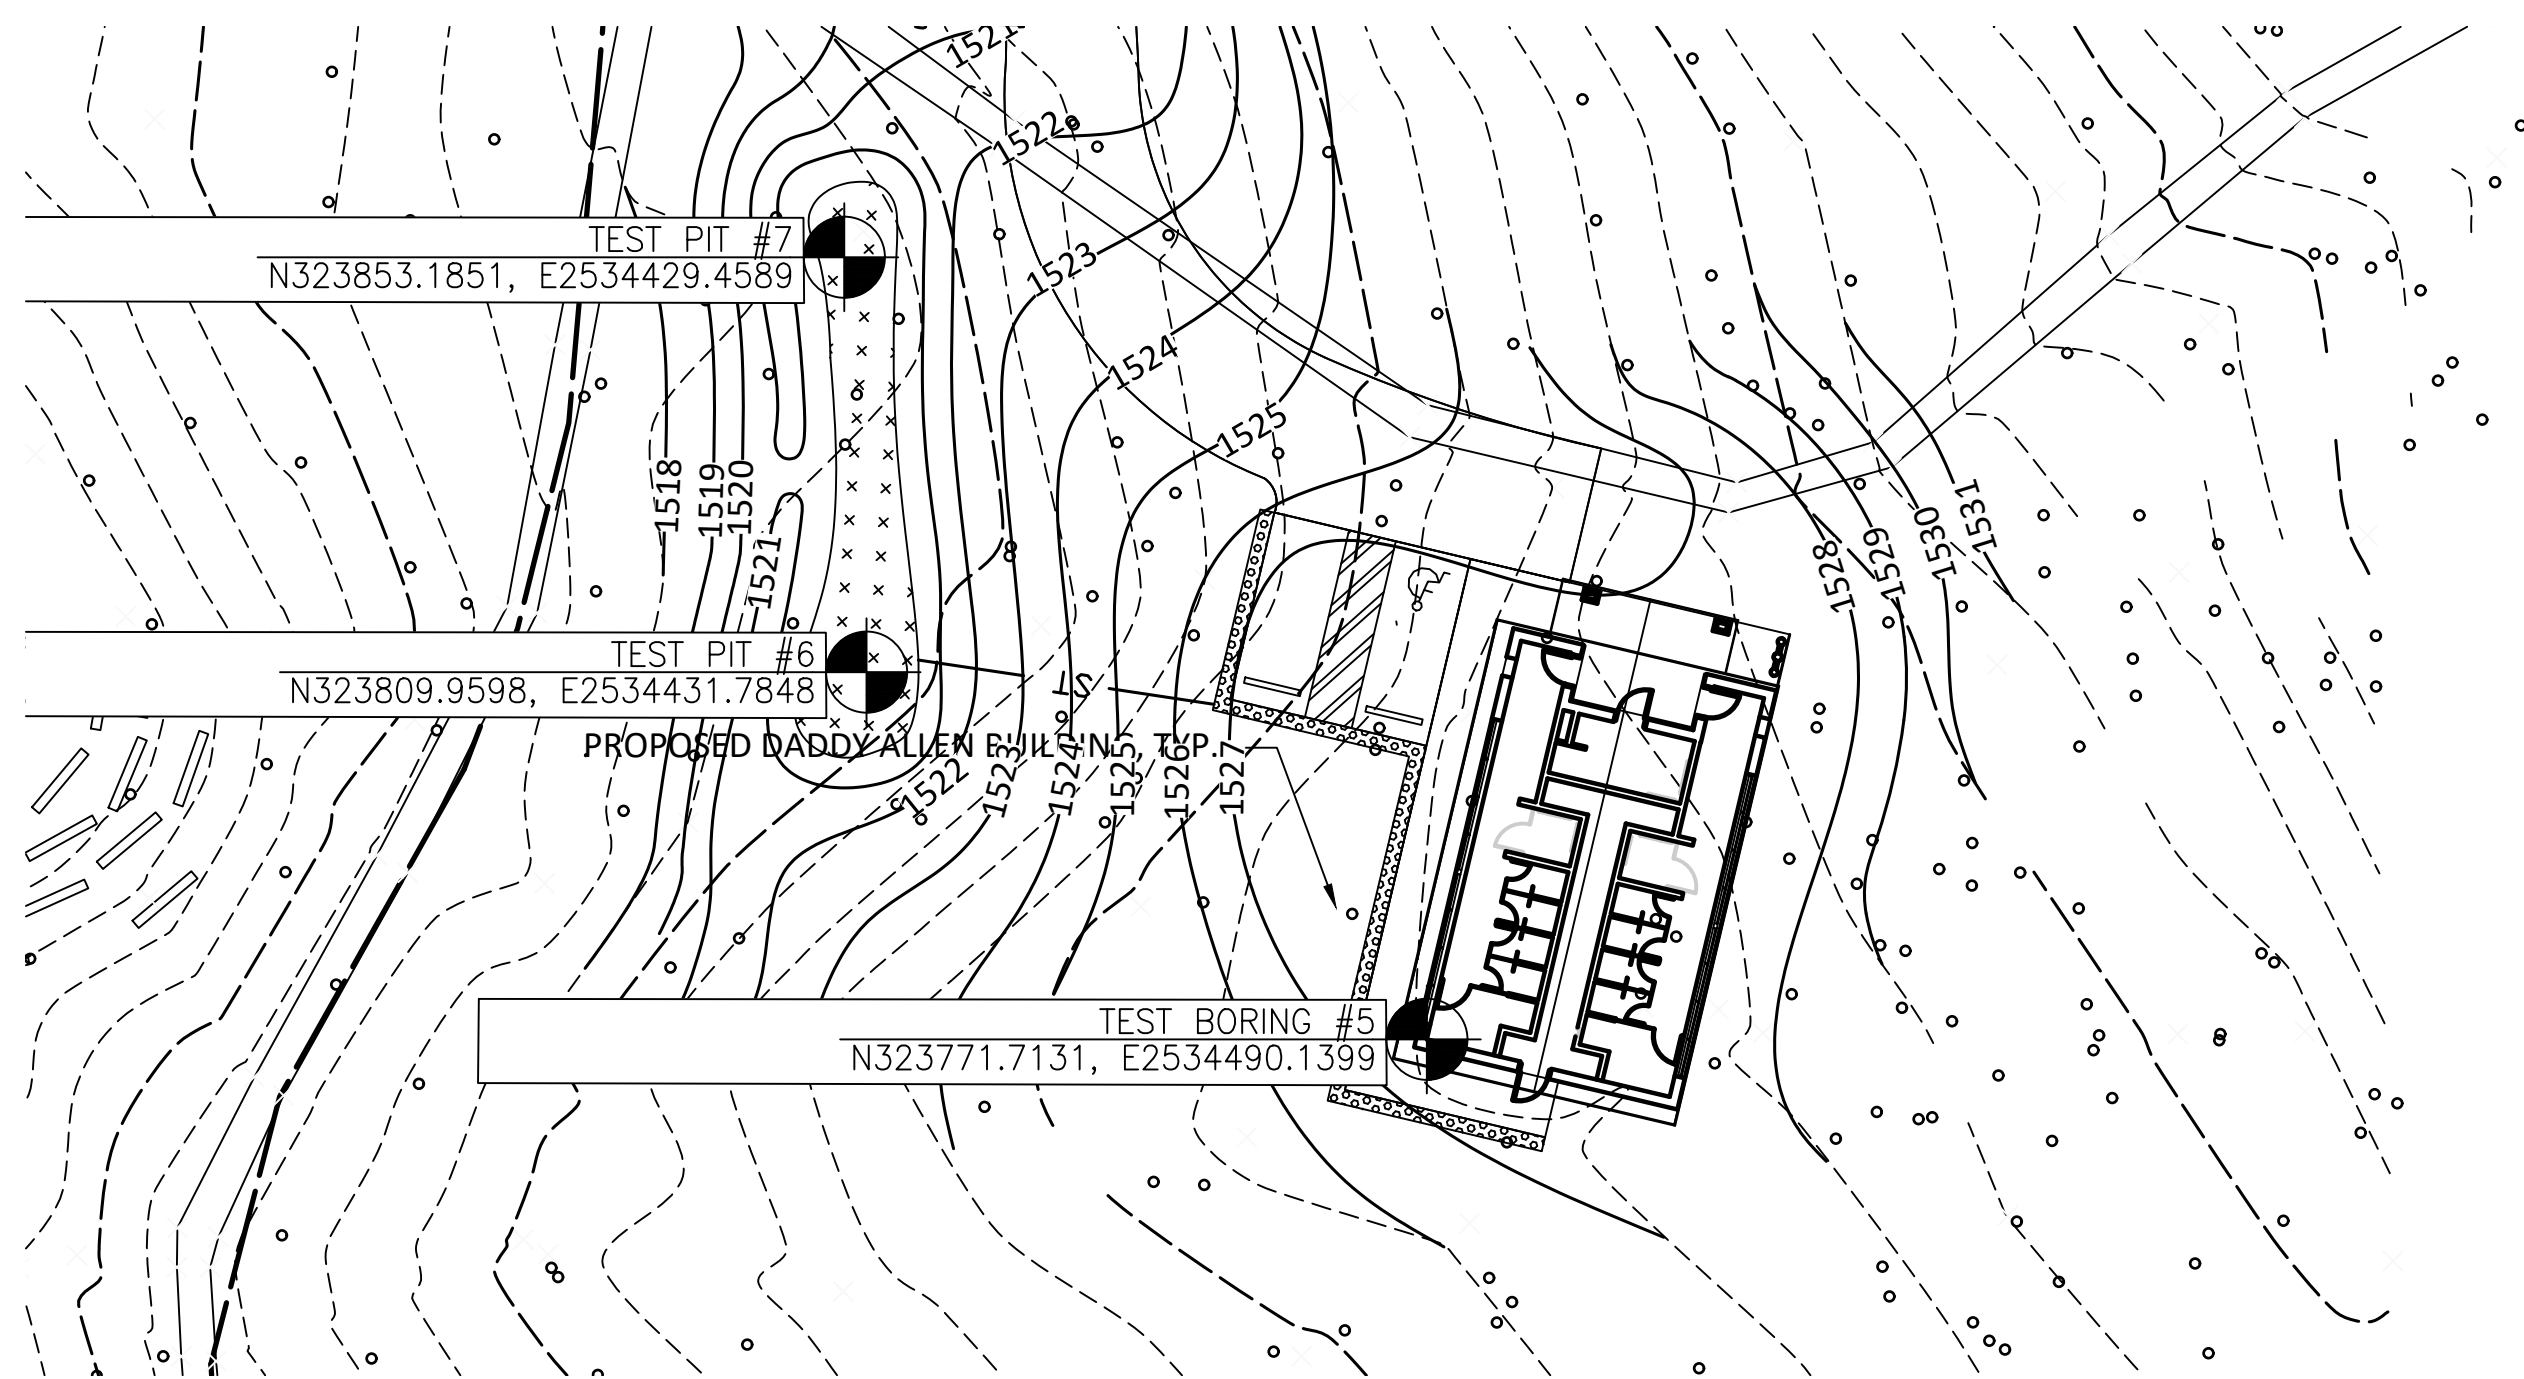 1521
1522
1523
1524
1525
TEST PIT #7
N323853.1851, E2534429.4589
1518
1519
1520
1521
1528
1529
1530
1531
TEST PIT #6
N323809.9598, E2534431.7848
ST
PROPOSED DADDY ALLEN BUILDING, TYP.
1522
1523
1524
1525
1526
1527
TEST BORING #5
N323771.7131, E2534490.1399